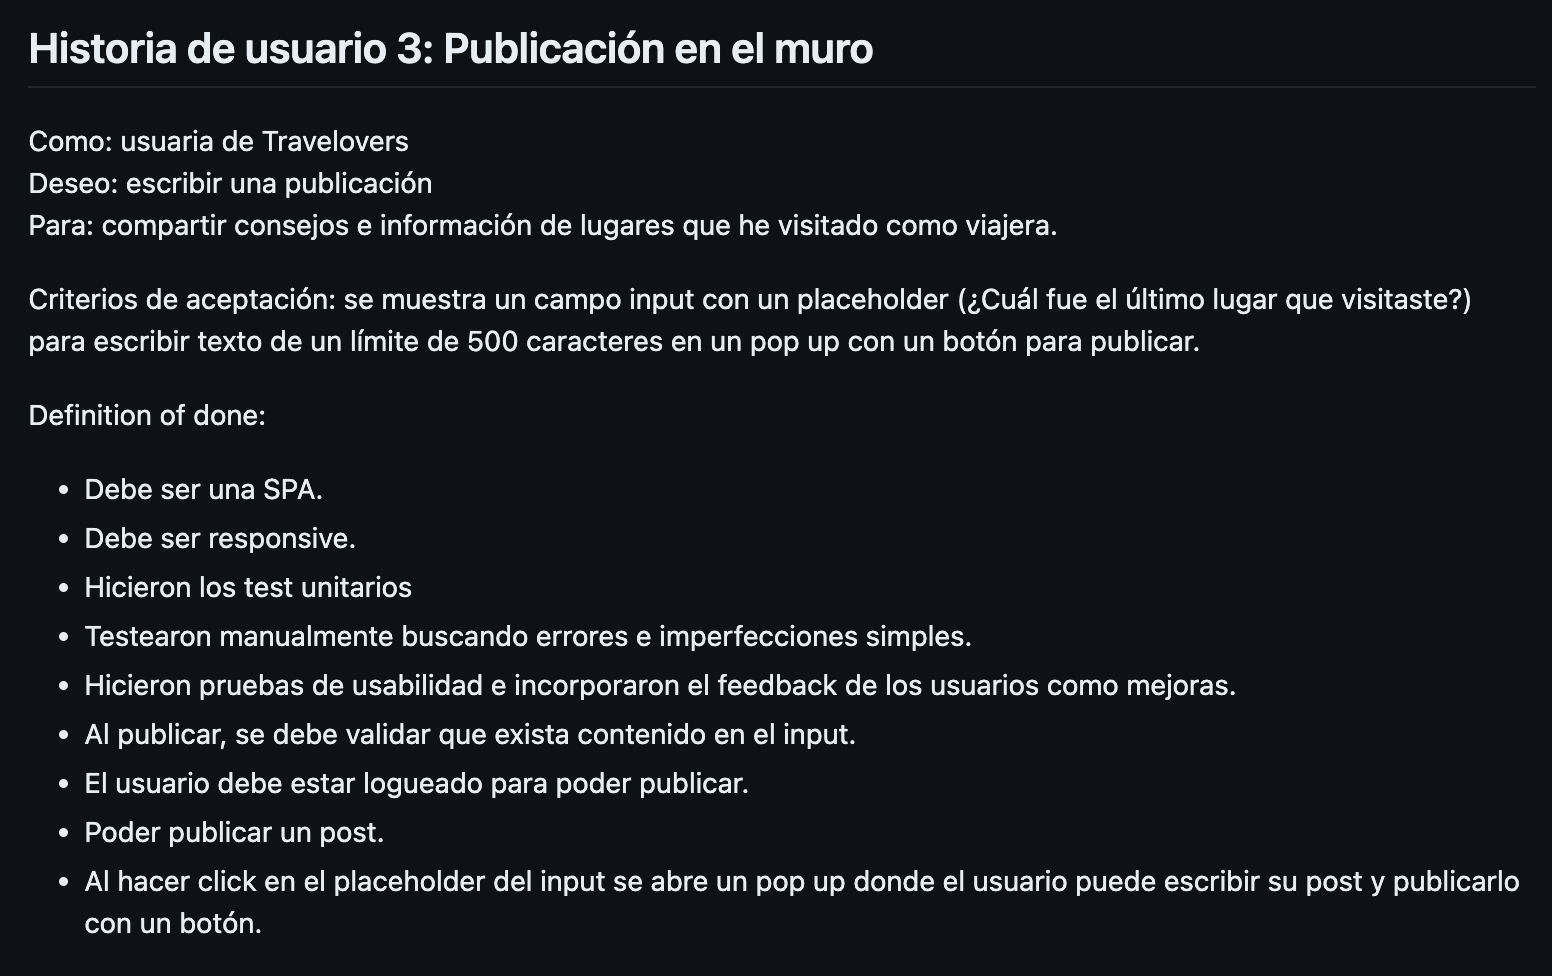 Historia de usuario 3: Publicación en el muro
Como: usuaria de Travelovers
Deseo: escribir una publicación
Para: compartir consejos e información de lugares que he visitado como viajera.
Criterios de aceptación: se muestra un campo input con un placeholder (¿Cuál fue el último lugar que visitaste?)
para escribir texto de un límite de 500 caracteres en un pop up con un botón para publicar.
Definition of done:
• Debe ser una SPA.
• Debe ser responsive.
• Hicieron los test unitarios
• Testearon manualmente buscando errores e imperfecciones simples.
• Hicieron pruebas de usabilidad e incorporaron el feedback de los usuarios como mejoras.
• Al publicar, se debe validar que exista contenido en el input.
• El usuario debe estar logueado para poder publicar.
• Poder publicar un post.
• Al hacer click en el placeholder del input se abre un pop up donde el usuario puede escribir su post y publicarlo
con un botón.